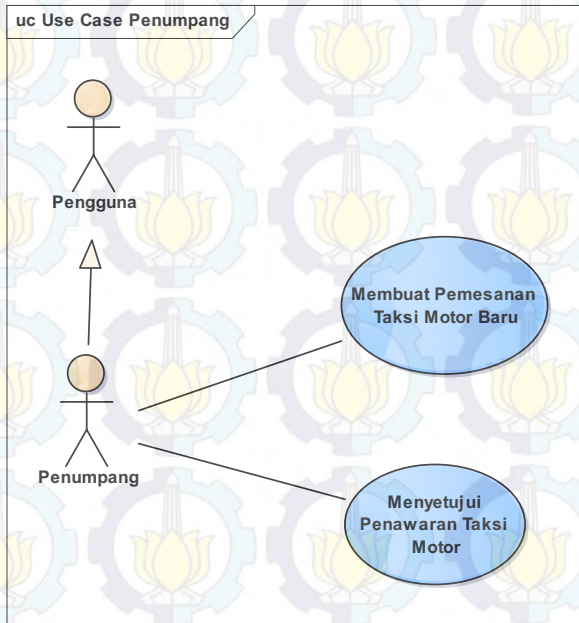 uc Use Case Penumpang
Pengguna
Membuat Pemesanan
Taksi Motor Baru
Penumpang
Menyetujui
Penawaran Taksi
Motor